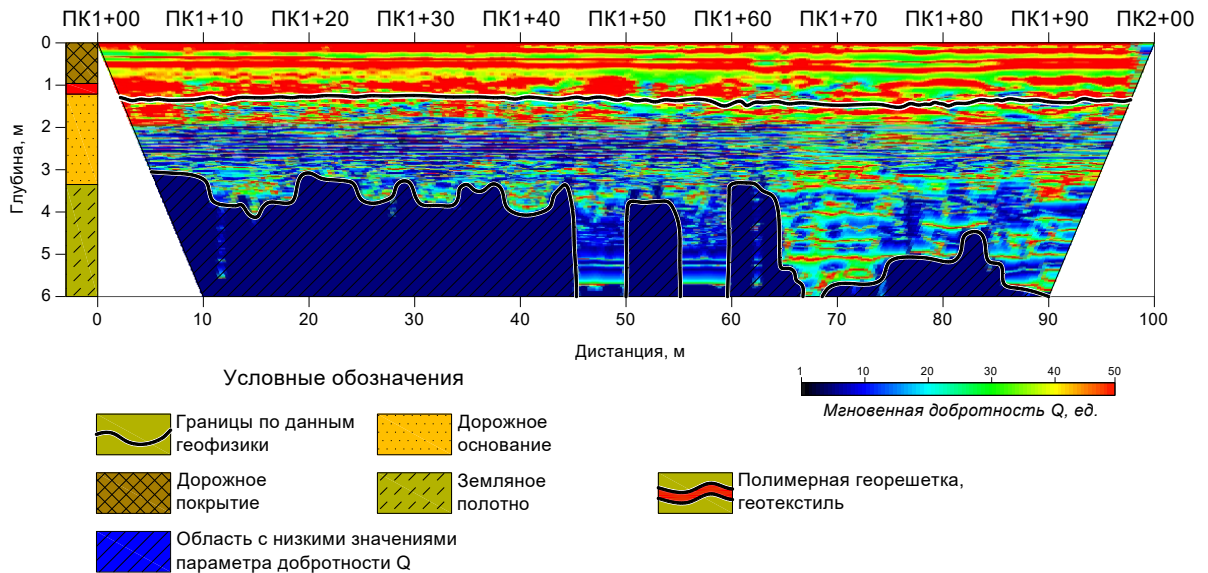 ПК1+00 ПК1+10 ПК1+20 ПК1+30 ПК1+40 ПК1+50 ПК1+60 ПК1+70 ПК1+80 ПК1+90 ПК2+00
Глубина, м
0
1
2
3
4
5
6
0 10 20 30 40 50 60 70 80 90 100
Дистанция, м
Условные обозначения
1 10 20 30 40 50
Мгновенная добротность Q, ед.
Границы по данным
геофизики
Дорожное
основание
Дорожное
покрытие
Земляное
полотно
Полимерная георешетка,
геотекстиль
Область с низкими значениями
параметра добротности Q